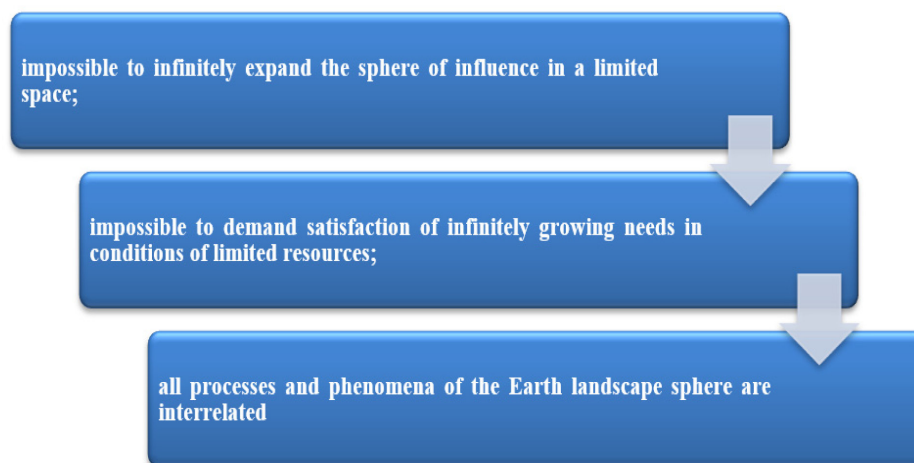 impossible to infinitely expand the sphere of influence in a limited
space;
impossible to demand satisfaction of infinitely growing needs in
conditions of limited resources;
all processes and phenomena of the Earth landscape sphere are
interrelated